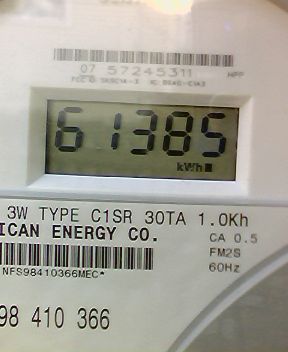 07 57245311 HPP
61385
kWh
3W TYPE C1SR 30TA 1.0Kh
ICAN ENERGY CO.
CA 0.5
FM2S
60Hz
NFS98410366MEC*
98 410 366